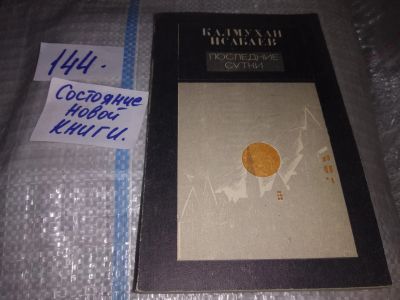 144.
Состояние
Новой
КНИГИ.
КАЛМУХАН
ИСАБАЕВ
ПОСЛЕДНИЕ
СУТКИ